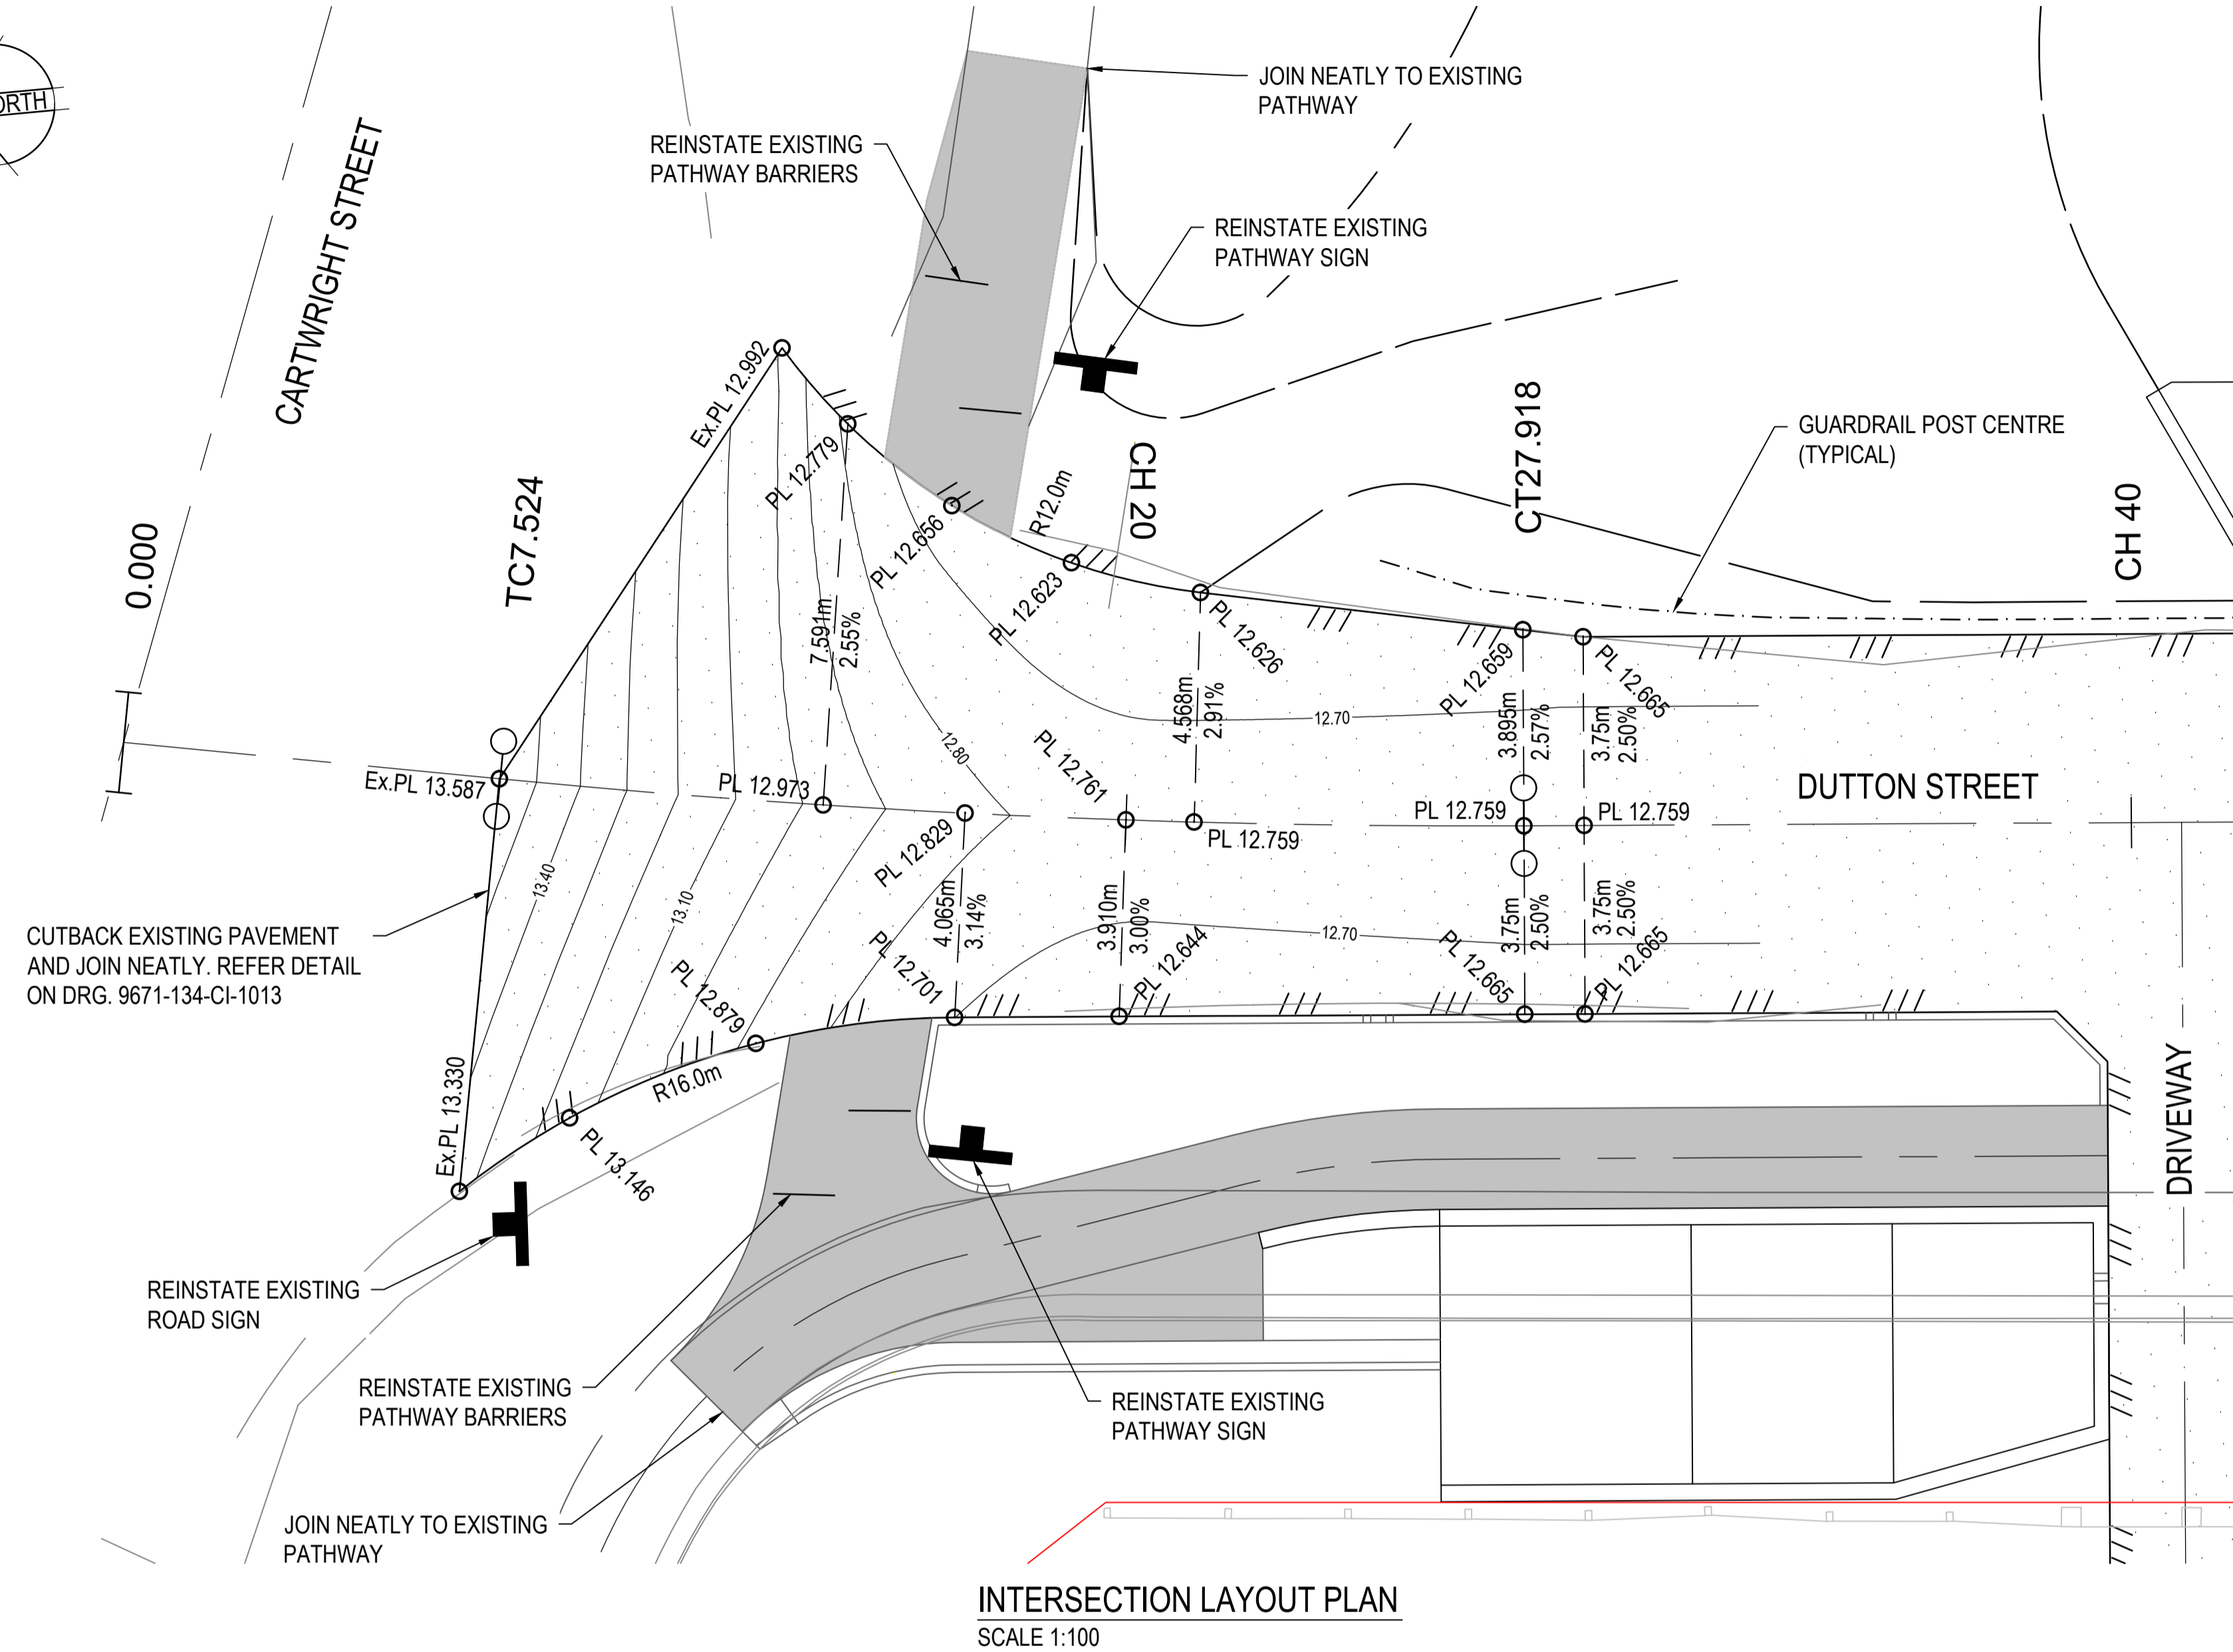 JOIN NEATLY TO EXISTING
PATHWAY
REINSTATE EXISTING
PATHWAY BARRIERS
REINSTATE EXISTING
PATHWAY SIGN
CARTWRIGHT STREET
Ex.PL 12.992
PL 12.779
PL 12.656
R12.0m
CH 20
PL 12.623
CT27.918
GUARDRAIL POST CENTRE
(TYPICAL)
CH 40
0.000
TC7.524
7.591m
2.55%
PL 12.626
4.568m
2.91%
12.70
PL 12.659
3.895m
2.57%
PL 12.665
3.75m
2.50%
12.80
PL 12.761
Ex.PL 13.587
PL 12.973
PL 12.829
PL 12.759
PL 12.759
PL 12.759
DUTTON STREET
13.40
13.10
4.065m
3.14%
3.910m
3.00%
12.70
3.75m
2.50%
3.75m
2.50%
CUTBACK EXISTING PAVEMENT
AND JOIN NEATLY. REFER DETAIL
ON DRG. 9671-134-CI-1013
PL 12.879
PL 12.701
PL 12.644
PL 12.665
PL 12.665
R16.0m
Ex.PL 13.330
PL 13.146
DRIVEWAY
REINSTATE EXISTING
ROAD SIGN
REINSTATE EXISTING
PATHWAY BARRIERS
REINSTATE EXISTING
PATHWAY SIGN
JOIN NEATLY TO EXISTING
PATHWAY
INTERSECTION LAYOUT PLAN
SCALE 1:100